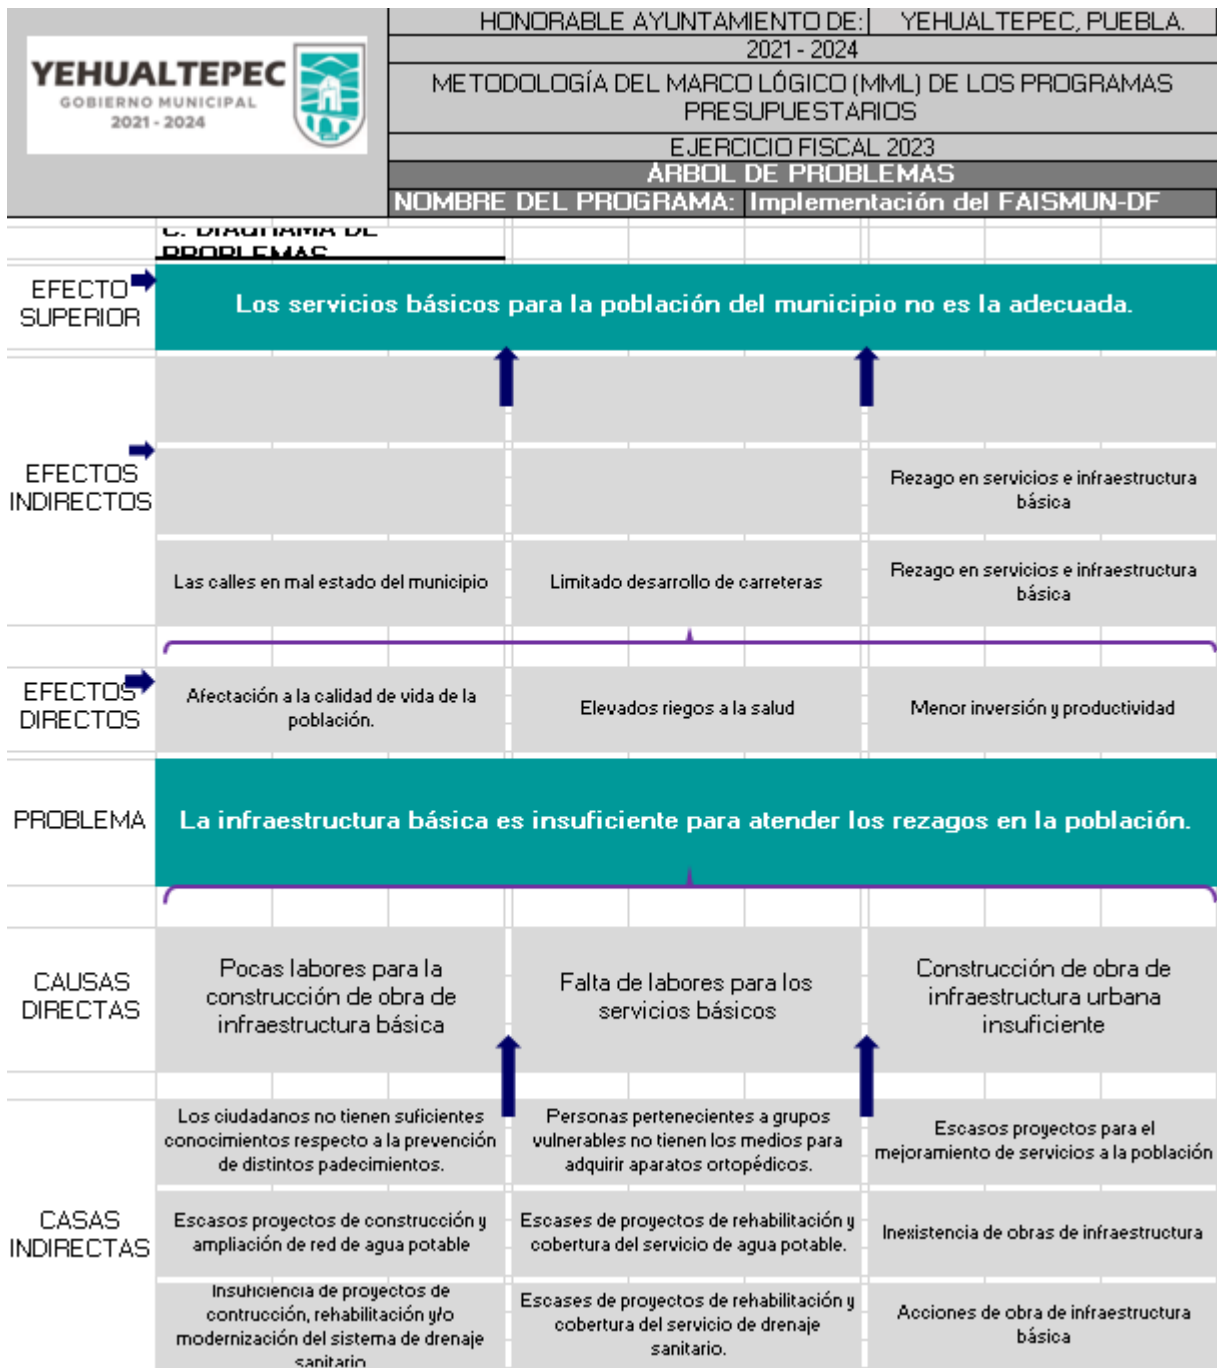 YEHUALTEPEC
GOBIERNO MUNICIPAL
2021 - 2024
HONORABLE AYUNTAMIENTO DE: YEHUALTEPEC, PUEBLA.
2021 - 2024
METODOLOGÍA DEL MARCO LÓGICO (MML) DE LOS PROGRAMAS
PRESUPUESTARIOS
EJERCICIO FISCAL 2023
ÁRBOL DE PROBLEMAS
NOMBRE DEL PROGRAMA: Implementación del FAISMUN-DF
C. DIAGRAMA DE
PROBLEMAS
EFECTO
SUPERIOR
Los servicios básicos para la población del municipio no es la adecuada.
EFECTOS
INDIRECTOS
Rezago en servicios e infraestructura
básica
Las calles en mal estado del municipio
Limitado desarrollo de carreteras
Rezago en servicios e infraestructura
básica
EFECTOS
DIRECTOS
Afectación a la calidad de vida de la
población.
Elevados riegos a la salud
Menor inversión y productividad
PROBLEMA
La infraestructura básica es insuficiente para atender los rezagos en la población.
CAUSAS
DIRECTAS
Pocas labores para la
construcción de obra de
infraestructura básica
Falta de labores para los
servicios básicos
Construcción de obra de
infraestructura urbana
insuficiente
CASAS
INDIRECTAS
Los ciudadanos no tienen suficientes
conocimientos respecto a la prevención
de distintos padecimientos.
Personas pertenecientes a grupos
vulnerables no tienen los medios para
adquirir aparatos ortopédicos.
Escasos proyectos para el
mejoramiento de servicios a la población
Escasos proyectos de construcción y
ampliación de red de agua potable
Escases de proyectos de rehabilitación y
cobertura del servicio de agua potable.
Inexistencia de obras de infraestructura
Insuficiencia de proyectos de
contrucción, rehabilitación y/o
modernización del sistema de drenaje
sanitario
Escases de proyectos de rehabilitación y
cobertura del servicio de drenaje
sanitario.
Acciones de obra de infraestructura
básica